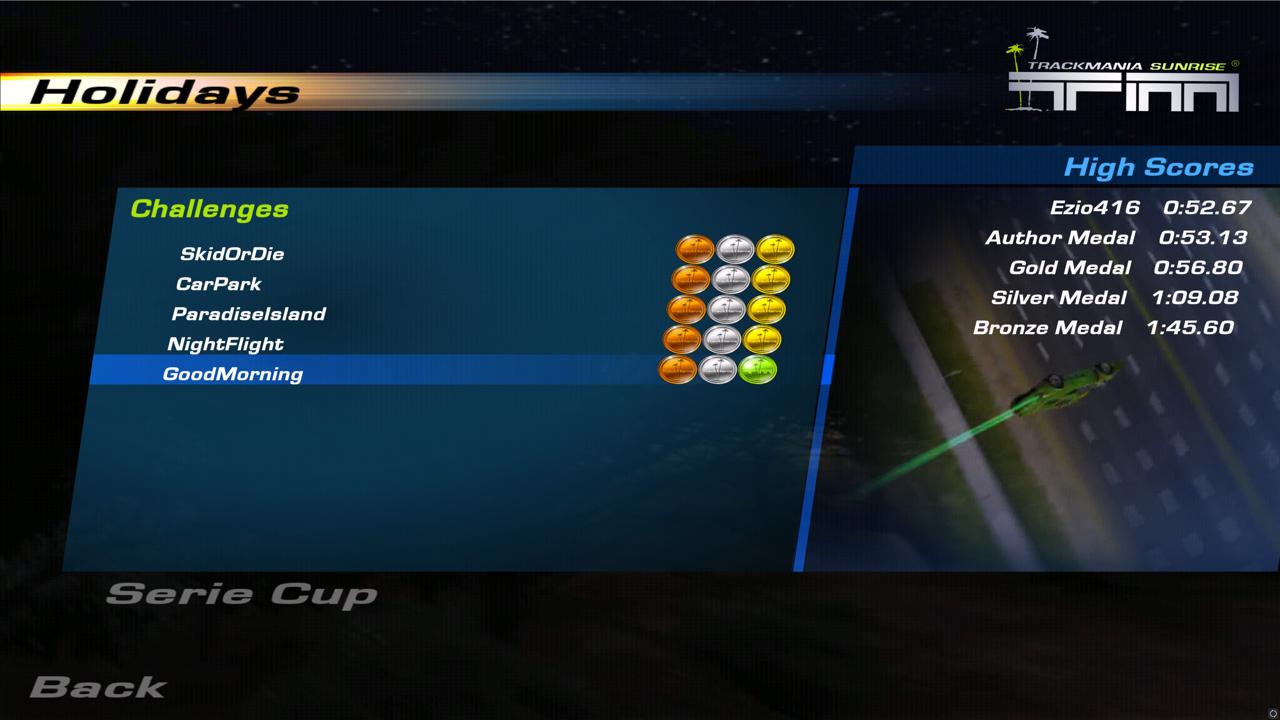 Holidays
TRACKMANIA SUNRISE ®
TM
High Scores
Challenges
SkidOrDie
CarPark
ParadiseIsland
NightFlight
GoodMorning
Ezio416 0:52.67
Author Medal 0:53.13
Gold Medal 0:56.80
Silver Medal 1:09.08
Bronze Medal 1:45.60
Serie Cup
Back